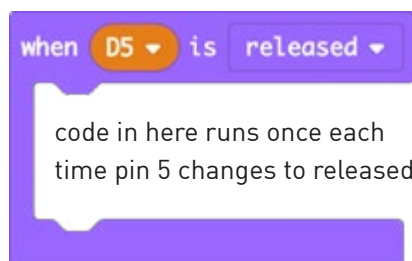 when D5 is released
code in here runs once each
time pin 5 changes to released